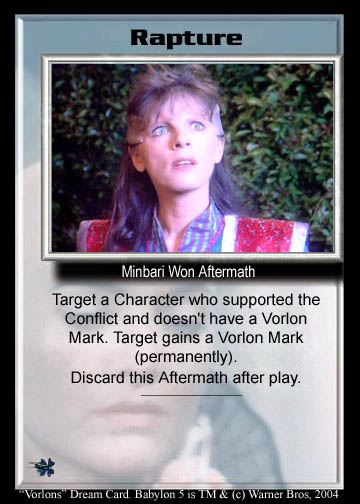 Rapture
Minbari Won Aftermath
Target a Character who supported the
Conflict and doesn't have a Vorlon
Mark. Target gains a Vorlon Mark
(permanently).
Discard this Aftermath after play.
“Vorlons” Dream Card. Babylon 5 is TM & (c) Warner Bros, 2004